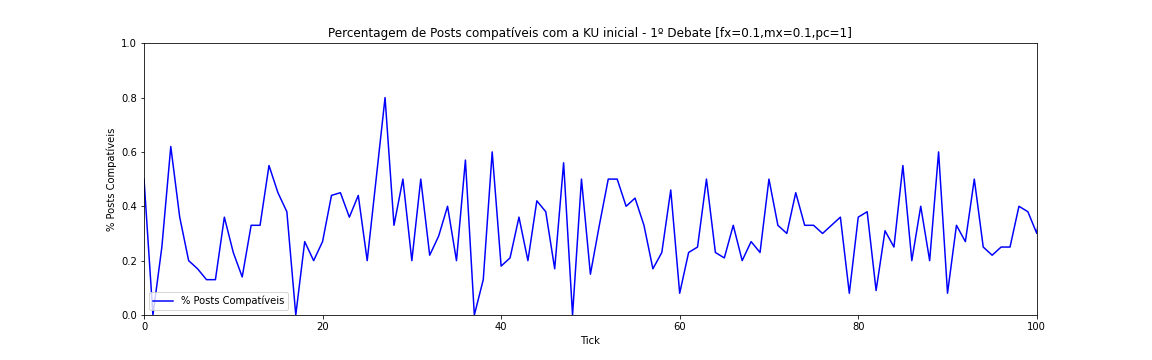 Percentagem de Posts compatíveis com a KU inicial - 1º Debate [fx=0.1,mx=0.1,pc=1]
1.0
0.8
0.6
0.4
0.2
0.0
% Posts Compatíveis
% Posts Compatíveis
0 20 40 60 80 100
Tick